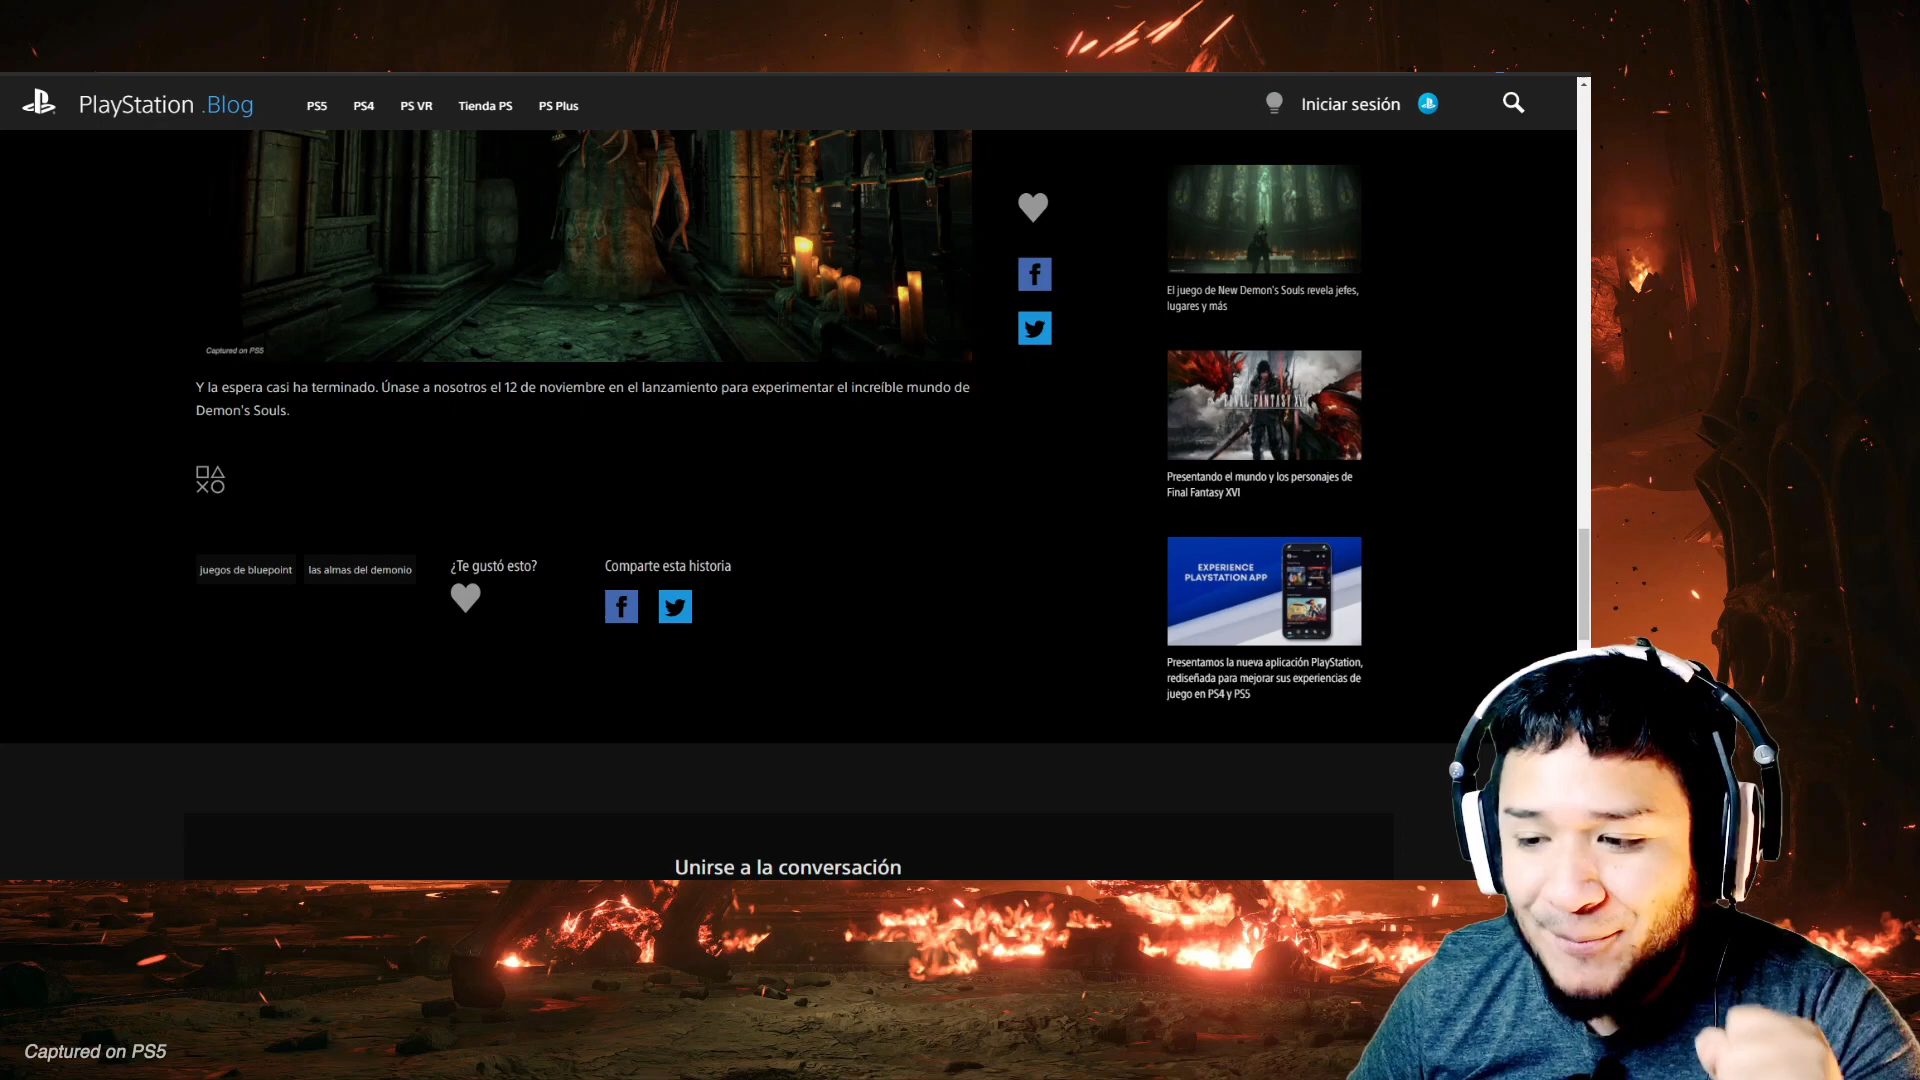 PlayStation .Blog
PS5 PS4 PS VR Tienda PS PS Plus
Iniciar sesión
Captured on PS5
Y la espera casi ha terminado. Únase a nosotros el 12 de noviembre en el lanzamiento para experimentar el increíble mundo de
Demon's Souls.
juegos de bluepoint
las almas del demonio
¿Te gustó esto?
Comparte esta historia
El juego de New Demon's Souls revela jefes,
lugares y más
FINAL FANTASY XVI
Presentando el mundo y los personajes de
Final Fantasy XVI
EXPERIENCE
PLAYSTATION APP
Presentamos la nueva aplicación PlayStation,
rediseñada para mejorar sus experiencias de
juego en PS4 y PS5
Unirse a la conversación
Captured on PS5